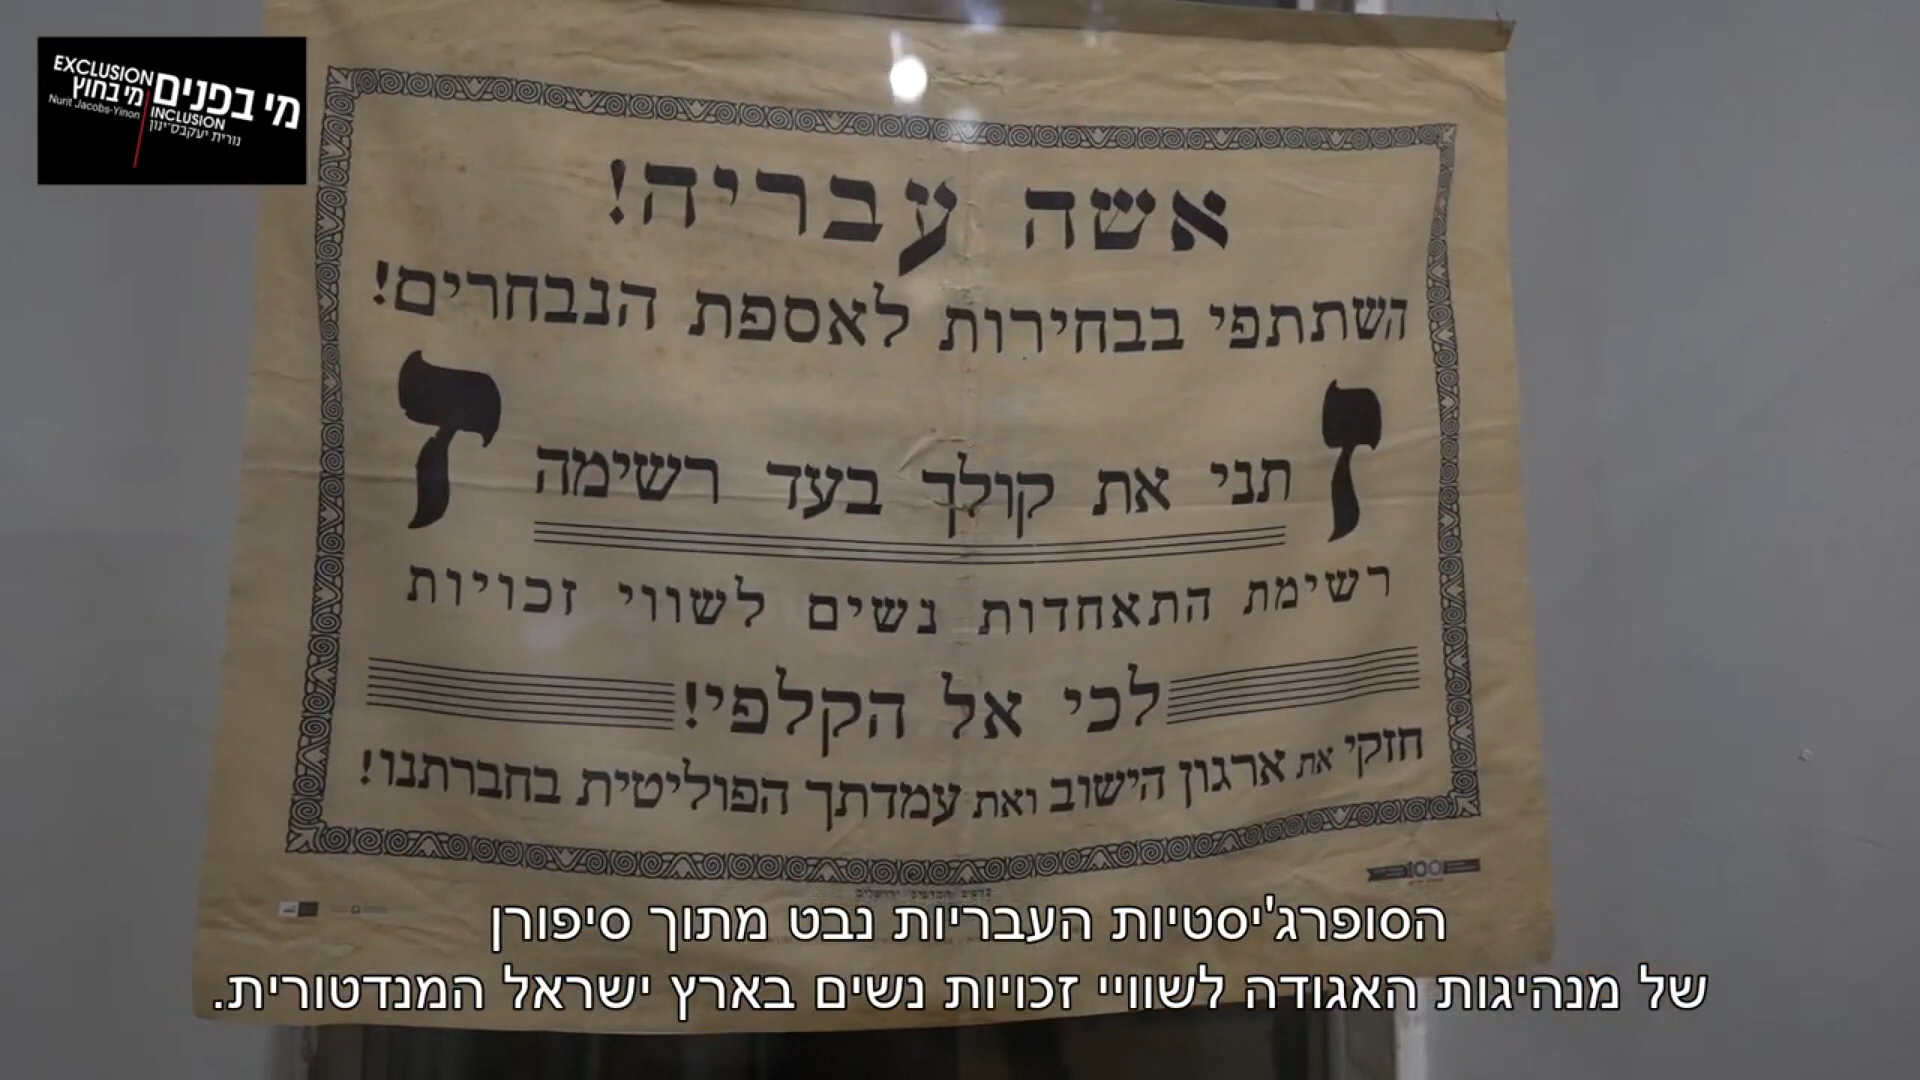 EXCLUSION
מי בחוץ
Nurit Jacobs-Yinon
מי בפנים
INCLUSION
נורית יעקבס־ינון
אשה עבריה!
השתתפי בבחירות לאספת הנבחרים!
ז תני את קולך בעד רשימה ז
רשימת התאחדות נשים לשווי זכויות
לכי אל הקלפי!
חזקי את ארגון הישוב ואת עמדתך הפוליטית בחברתנו!
100
הסופרג'יסטיות העבריות נבט מתוך סיפורן
של מנהיגות האגודה לשוויי זכויות נשים בארץ ישראל המנדטורית.